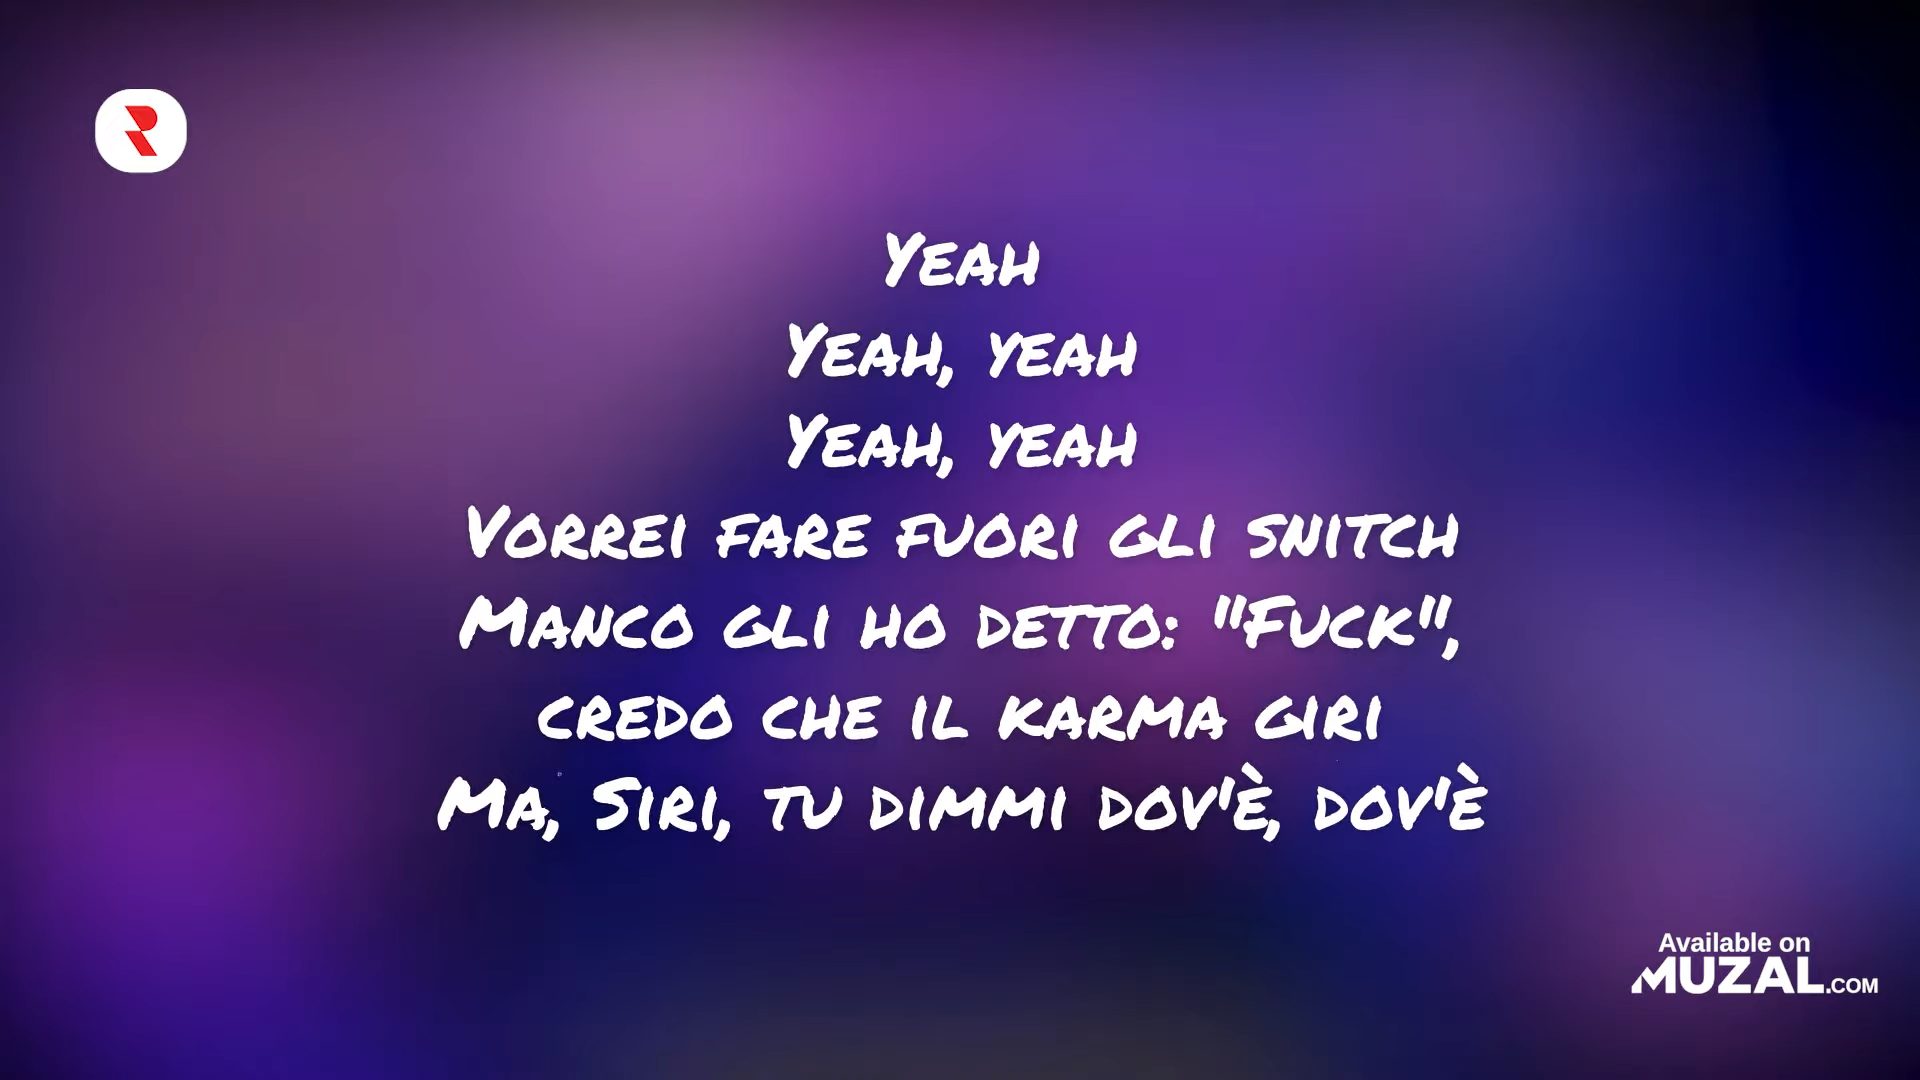 R
Yeah
Yeah, yeah
Yeah, yeah
Vorrei fare fuori gli snitch
Manco gli ho detto: "Fuck",
credo che il karma giri
Ma, Siri, tu dimmi dov'è, dov'è
Available on
MUZAL.COM